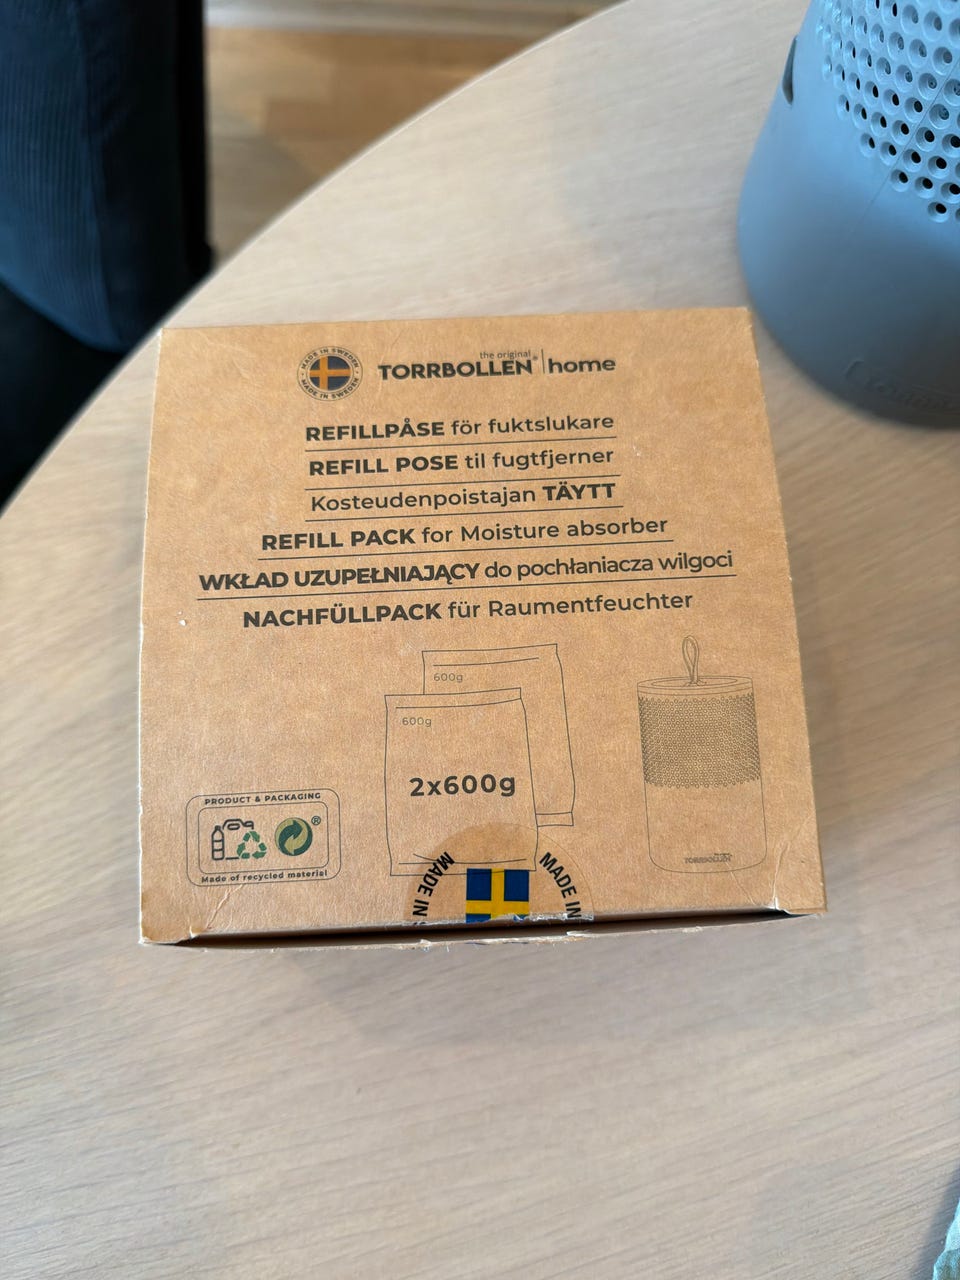 MADE IN SWEDEN
MADE IN SWEDEN
the original
TORRBOLLEN® | home
REFILLPÅSE för fuktslukare
REFILL POSE til fugtfjerner
Kosteudenpoistajan TÄYTT
REFILL PACK for Moisture absorber
WKŁAD UZUPEŁNIAJĄCY do pochłaniacza wilgoci
NACHFÜLLPACK für Raumentfeuchter
600g
600g
2x600g
TORRBOLLEN
PRODUCT & PACKAGING
®
Made of recycled material
MADE IN
MADE IN